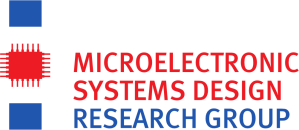 MICROELECTRONIC
SYSTEMS DESIGN
RESEARCH GROUP